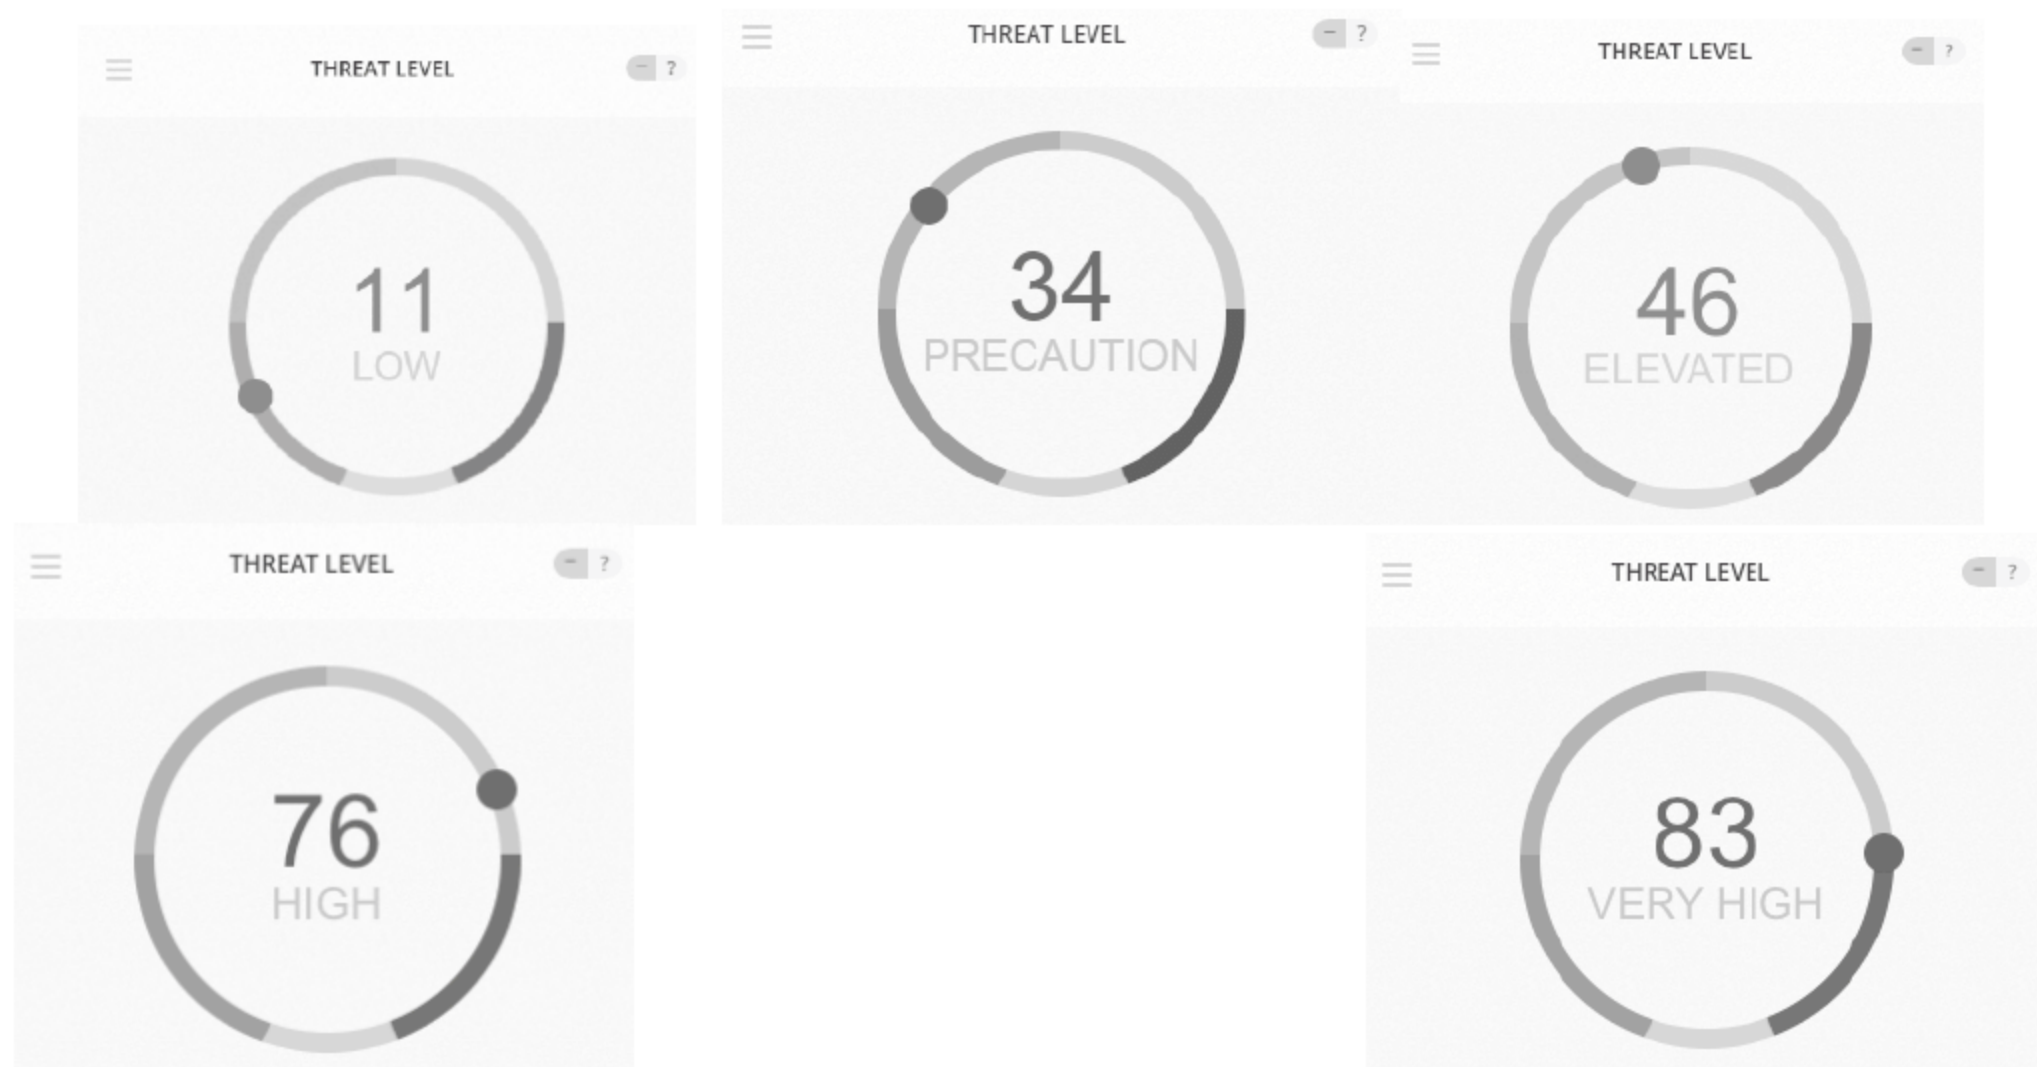 THREAT LEVEL
- ?
11
LOW
THREAT LEVEL
- ?
34
PRECAUTION
THREAT LEVEL
- ?
46
ELEVATED
THREAT LEVEL
- ?
76
HIGH
THREAT LEVEL
- ?
83
VERY HIGH